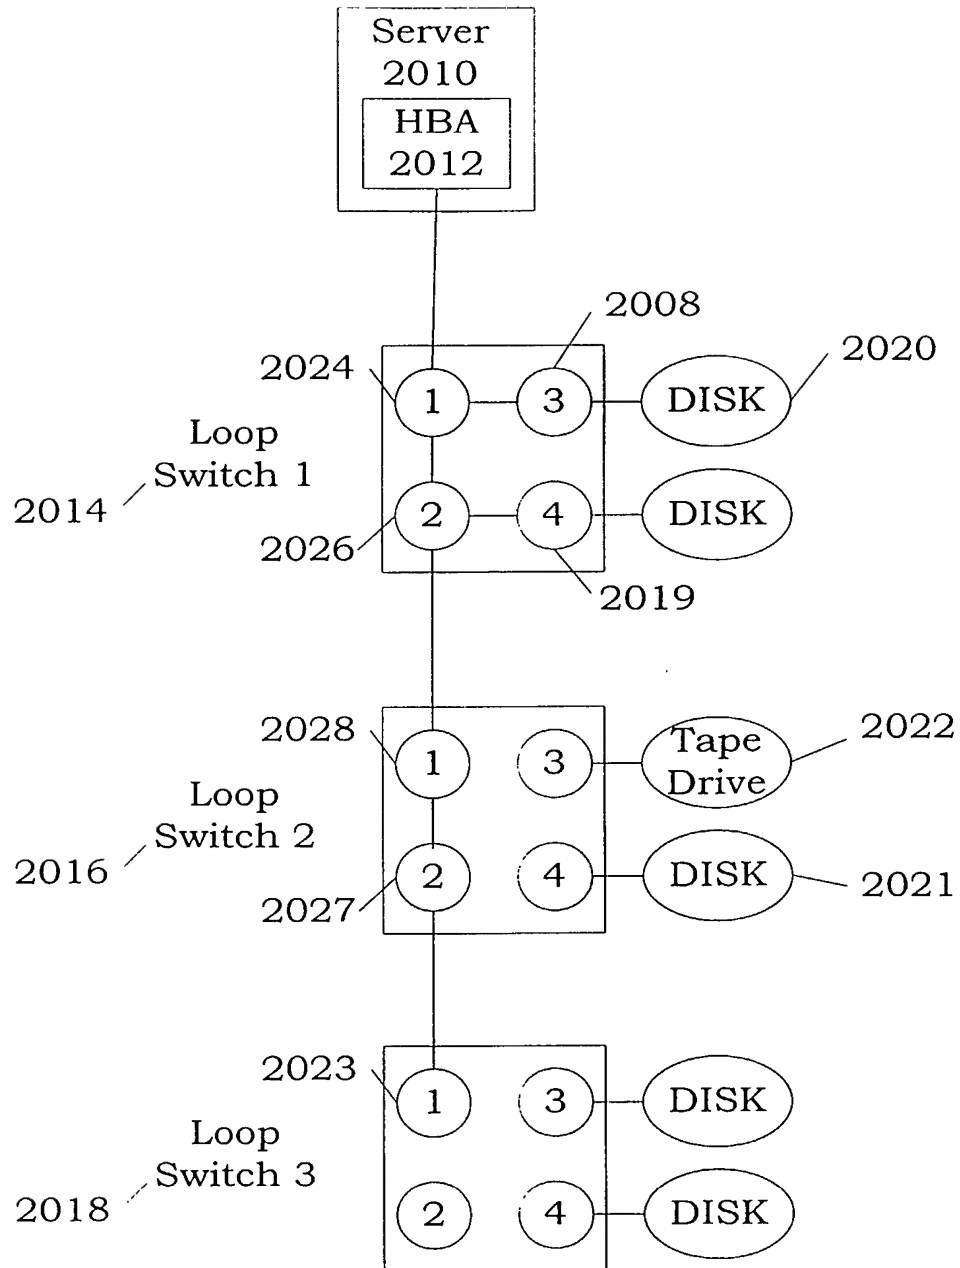 Server
2010
HBA
2012
2008
2024
2020
1
3
DISK
Loop
Switch 1
2014
2
4
DISK
2026
2019
2028
2022
1
3
Tape
Drive
Loop
Switch 2
2016
2
4
DISK
2021
2027
2023
1
3
DISK
Loop
Switch 3
2018
2
4
DISK